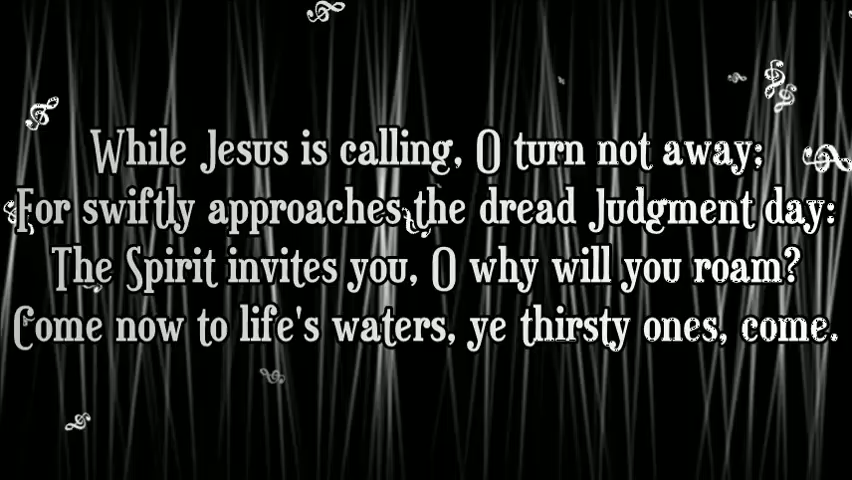 While Jesus is calling, O turn not away;
For swiftly approaches the dread Judgment day:
The Spirit invites you, O why will you roam?
Come now to life's waters, ye thirsty ones, come.